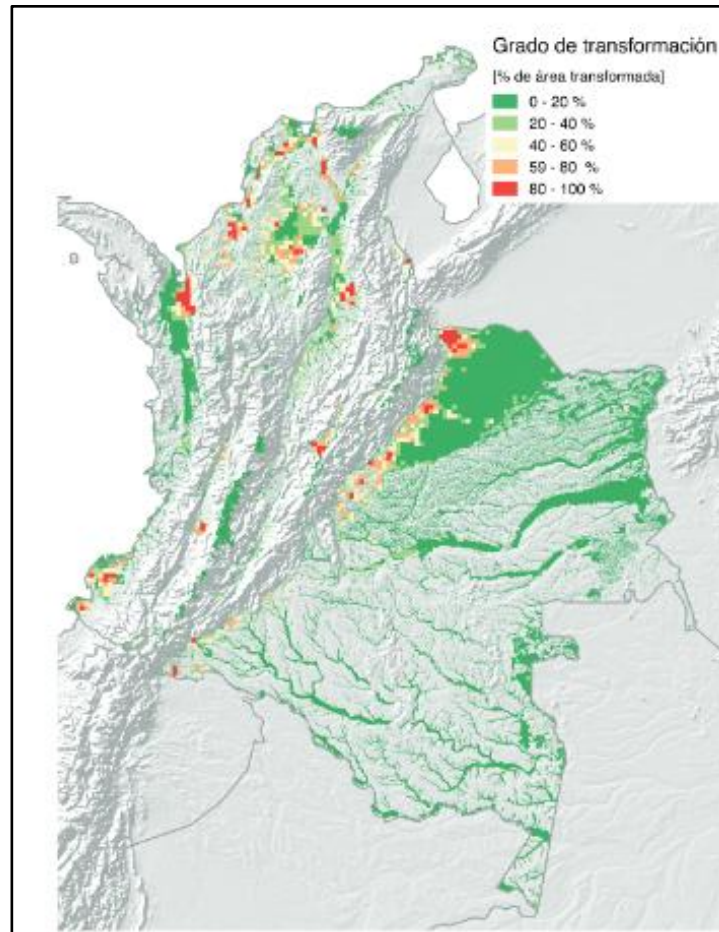 Grado de transformación
[% de área transformada]
0 - 20 %
20 - 40 %
40 - 60 %
59 - 80 %
80 - 100 %